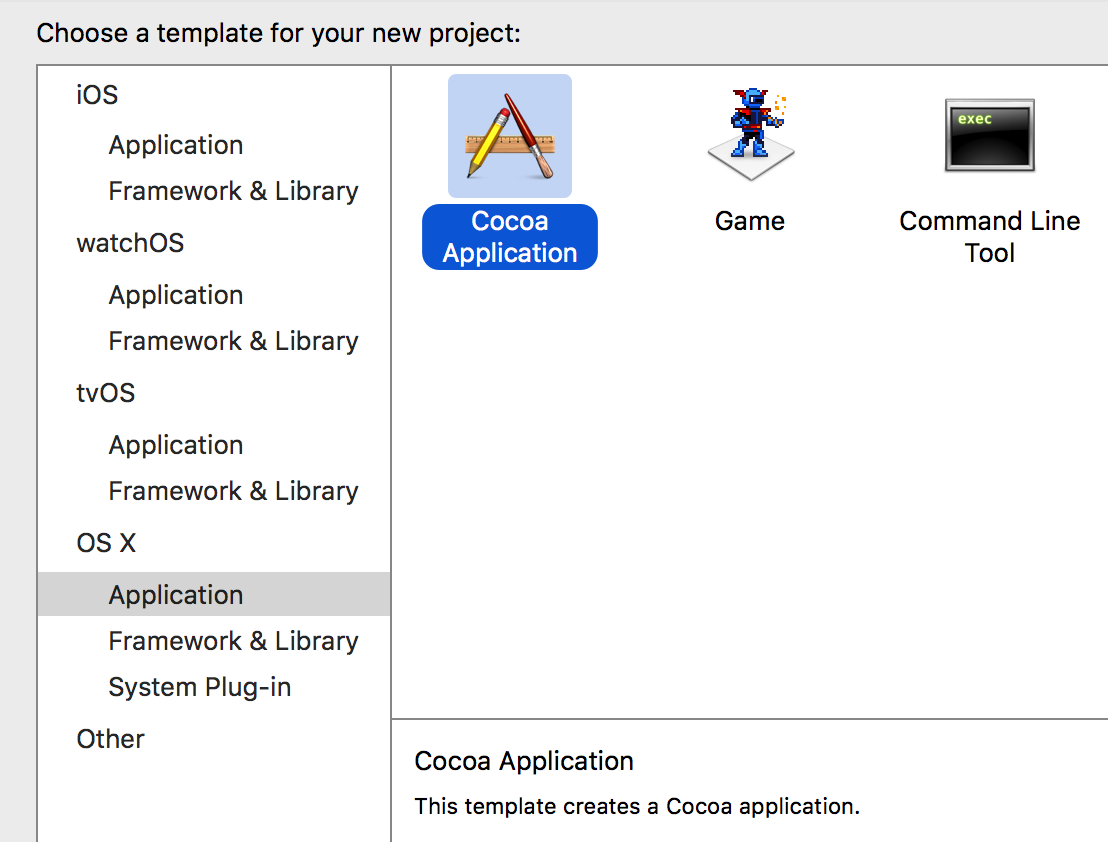 Choose a template for your new project:
iOS
Application
Framework & Library
watchOS
Application
Framework & Library
tvOS
Application
Framework & Library
OS X
Application
Framework & Library
System Plug-in
Other
Cocoa
Application
Game
exec
Command Line
Tool
Cocoa Application
This template creates a Cocoa application.